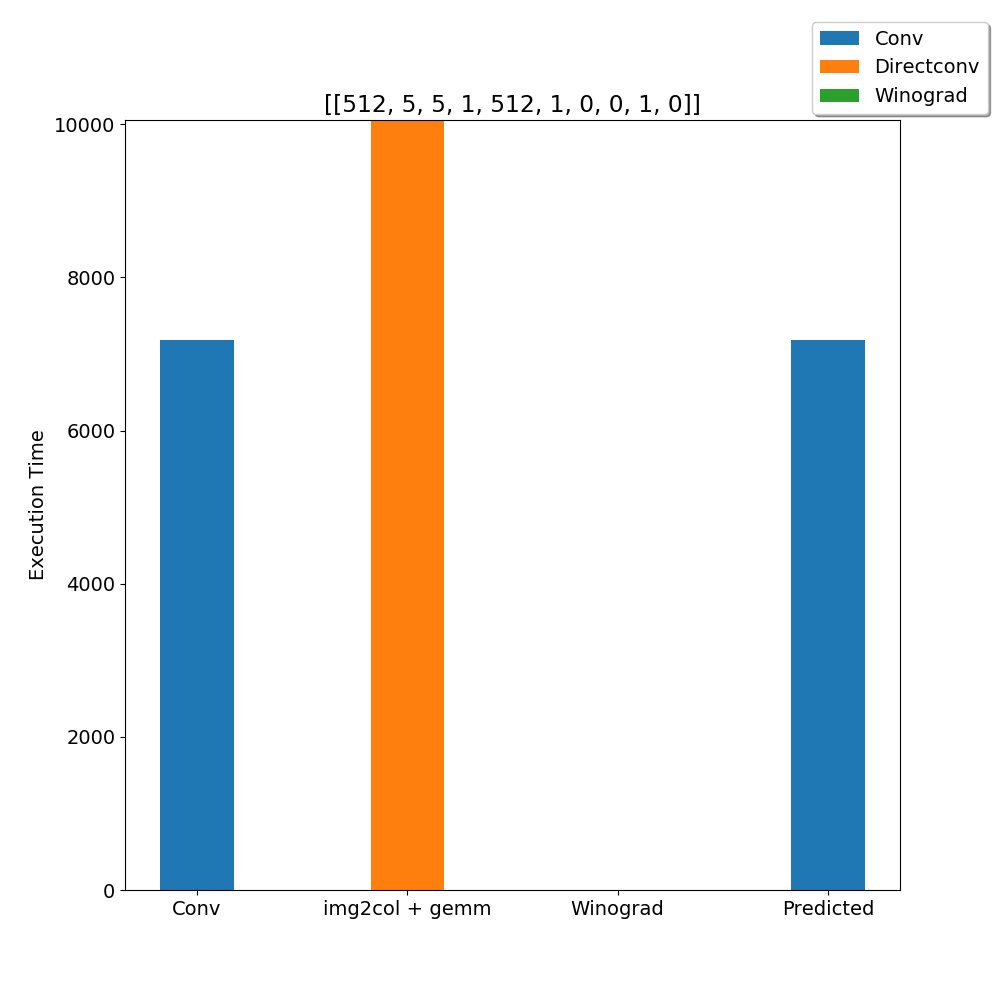 Conv
Directconv
Winograd
[[512, 5, 5, 1, 512, 1, 0, 0, 1, 0]]
10000
8000
6000
4000
2000
0
Execution Time
Conv
img2col + gemm
Winograd
Predicted